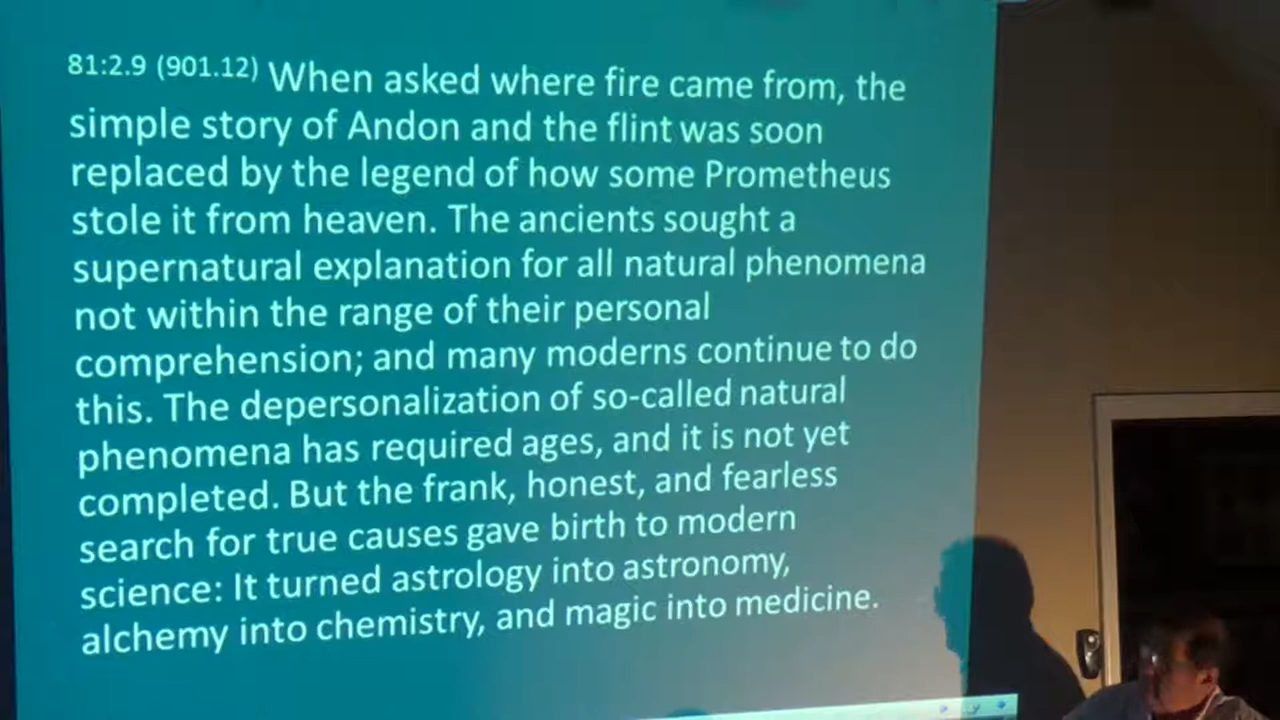 81:2.9 (901.12) When asked where fire came from, the
simple story of Andon and the flint was soon
replaced by the legend of how some Prometheus
stole it from heaven. The ancients sought a
supernatural explanation for all natural phenomena
not within the range of their personal
comprehension; and many moderns continue to do
this. The depersonalization of so-called natural
phenomena has required ages, and it is not yet
completed. But the frank, honest, and fearless
search for true causes gave birth to modern
science: It turned astrology into astronomy,
alchemy into chemistry, and magic into medicine.